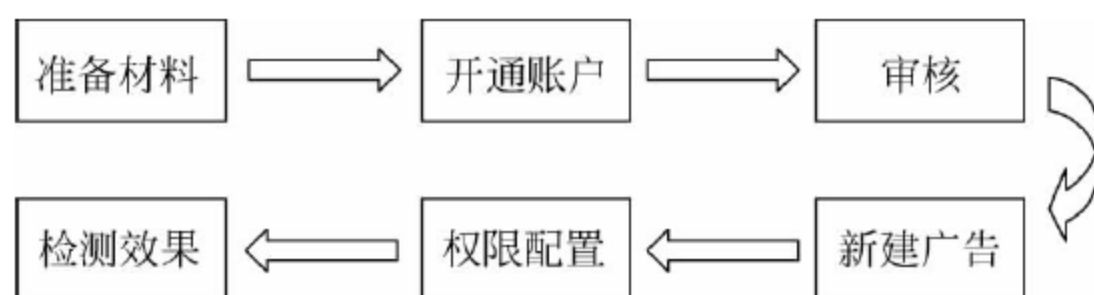 准备材料
开通账户
审核
新建广告
权限配置
检测效果